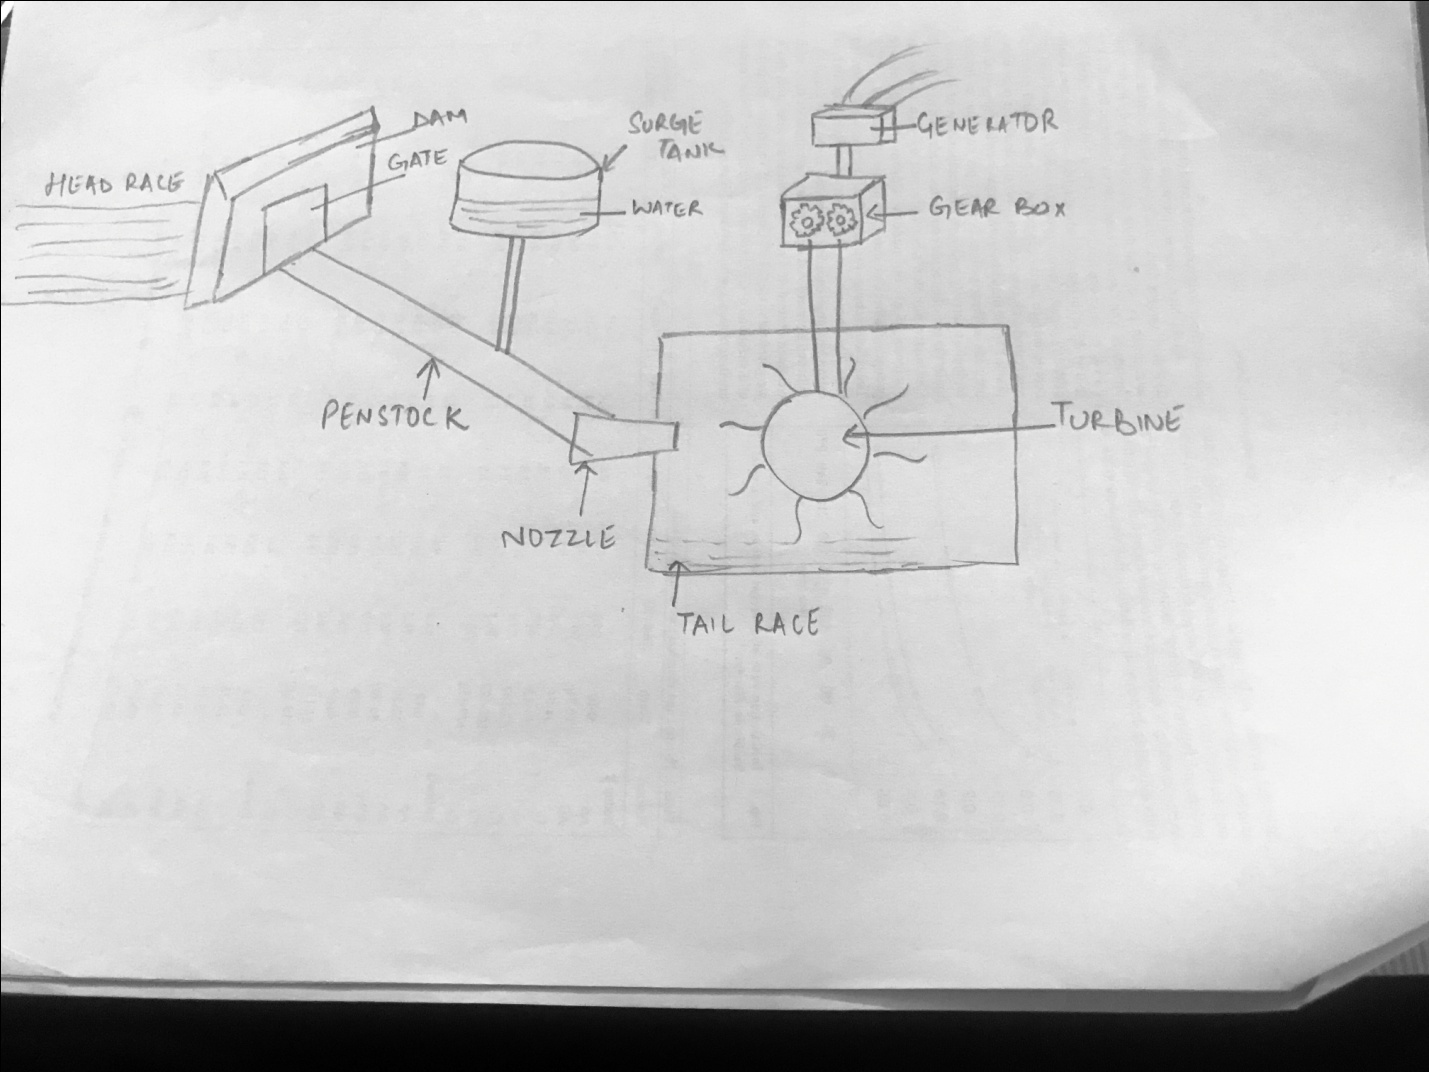 DAM
GATE
HEAD RACE
SURGE
TANK
WATER
GENERATOR
GEAR BOX
PENSTOCK
NOZZLE
TURBINE
TAIL RACE